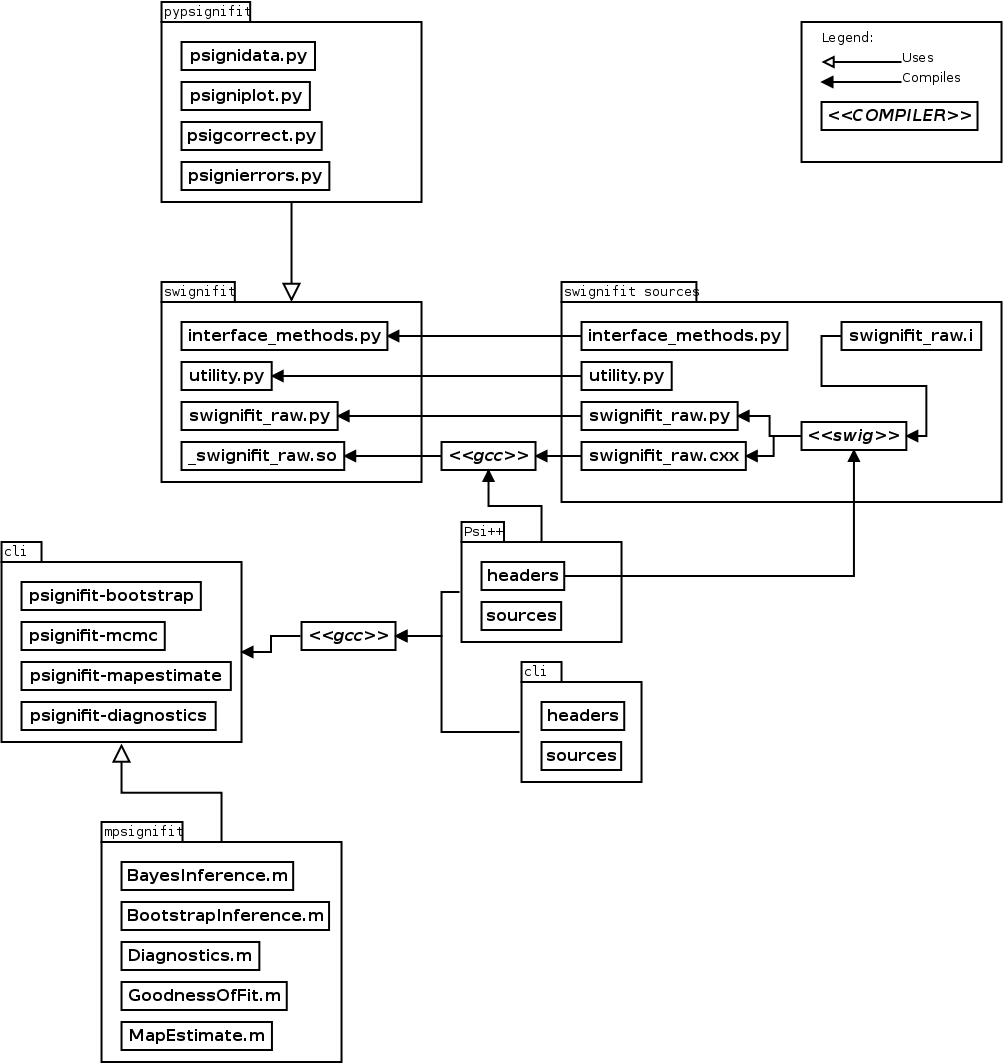 pypsignifit
psignidata.py
psigniplot.py
psigcorrect.py
psignierrors.py
Legend:
Uses
Compiles
<<COMPILER>>
swignifit
interface_methods.py
utility.py
swignifit_raw.py
_swignifit_raw.so
<<gcc>>
swignifit sources
interface_methods.py
utility.py
swignifit_raw.py
swignifit_raw.cxx
swignifit_raw.i
<<swig>>
Psi++
headers
sources
cli
psignifit-bootstrap
psignifit-mcmc
psignifit-mapestimate
psignifit-diagnostics
<<gcc>>
cli
headers
sources
mpsignifit
BayesInference.m
BootstrapInference.m
Diagnostics.m
GoodnessOfFit.m
MapEstimate.m